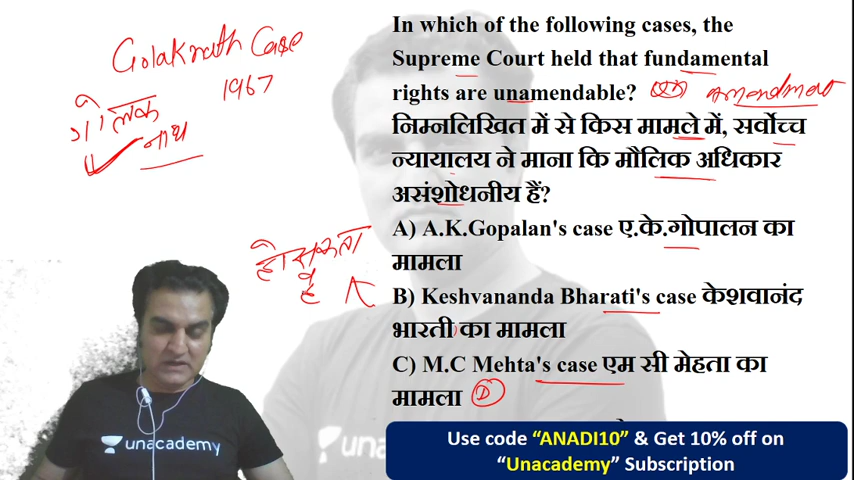 Golaknath Case
1967
गोलक
नाथ
In which of the following cases, the
Supreme Court held that fundamental
rights are unamendable?
amendment
निम्नलिखित में से किस मामले में, सर्वोच्च
न्यायालय ने माना कि मौलिक अधिकार
असंशोधनीय हैं?
A) A.K.Gopalan's case ए.के.गोपालन का
मामला
B) Keshvananda Bharati's case केशवानंद
भारती का मामला
C) M.C Mehta's case एम सी मेहता का
मामला
D
हो सकता
है
unacademy
una
Use code “ANADI10” & Get 10% off on
“Unacademy” Subscription